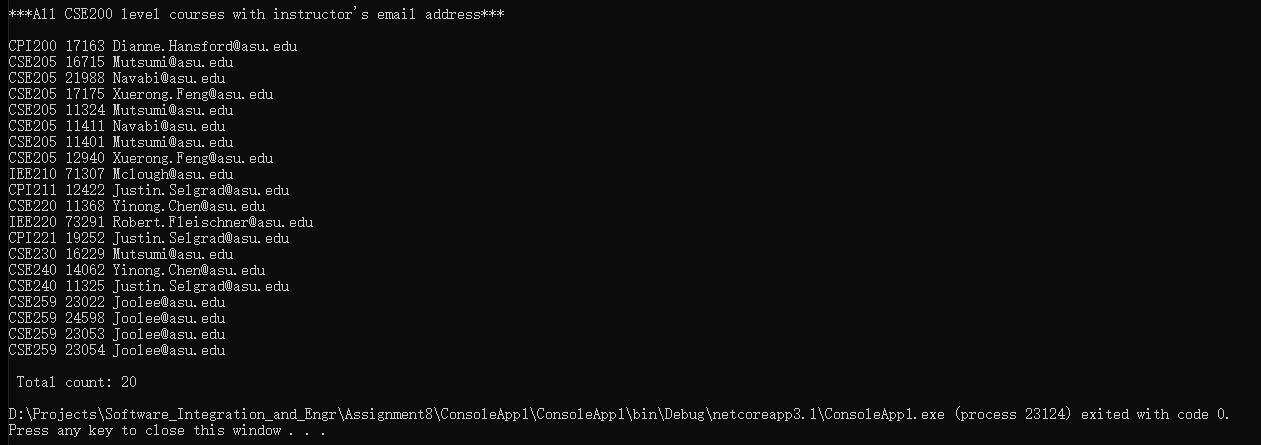 ***All CSE200 level courses with instructor's email address***
CPI200 17163 Dianne.Hansford@asu.edu
CSE205 16715 Mutsumi@asu.edu
CSE205 21988 Navabi@asu.edu
CSE205 17175 Xuerong.Feng@asu.edu
CSE205 11324 Mutsumi@asu.edu
CSE205 11411 Navabi@asu.edu
CSE205 11401 Mutsumi@asu.edu
CSE205 12940 Xuerong.Feng@asu.edu
IEE210 71307 Mclough@asu.edu
CPI211 12422 Justin.Selgrad@asu.edu
CSE220 11368 Yinong.Chen@asu.edu
IEE220 73291 Robert.Fleischner@asu.edu
CPI221 19252 Justin.Selgrad@asu.edu
CSE230 16229 Mutsumi@asu.edu
CSE240 14062 Yinong.Chen@asu.edu
CSE240 11325 Justin.Selgrad@asu.edu
CSE259 23022 Joolee@asu.edu
CSE259 24598 Joolee@asu.edu
CSE259 23053 Joolee@asu.edu
CSE259 23054 Joolee@asu.edu
Total count: 20
D:\Projects\Software_Integration_and_Engr\Assignment8\ConsoleApp1\ConsoleApp1\bin\Debug\netcoreapp3.1\ConsoleApp1.exe (process 23124) exited with code 0.
Press any key to close this window . . .